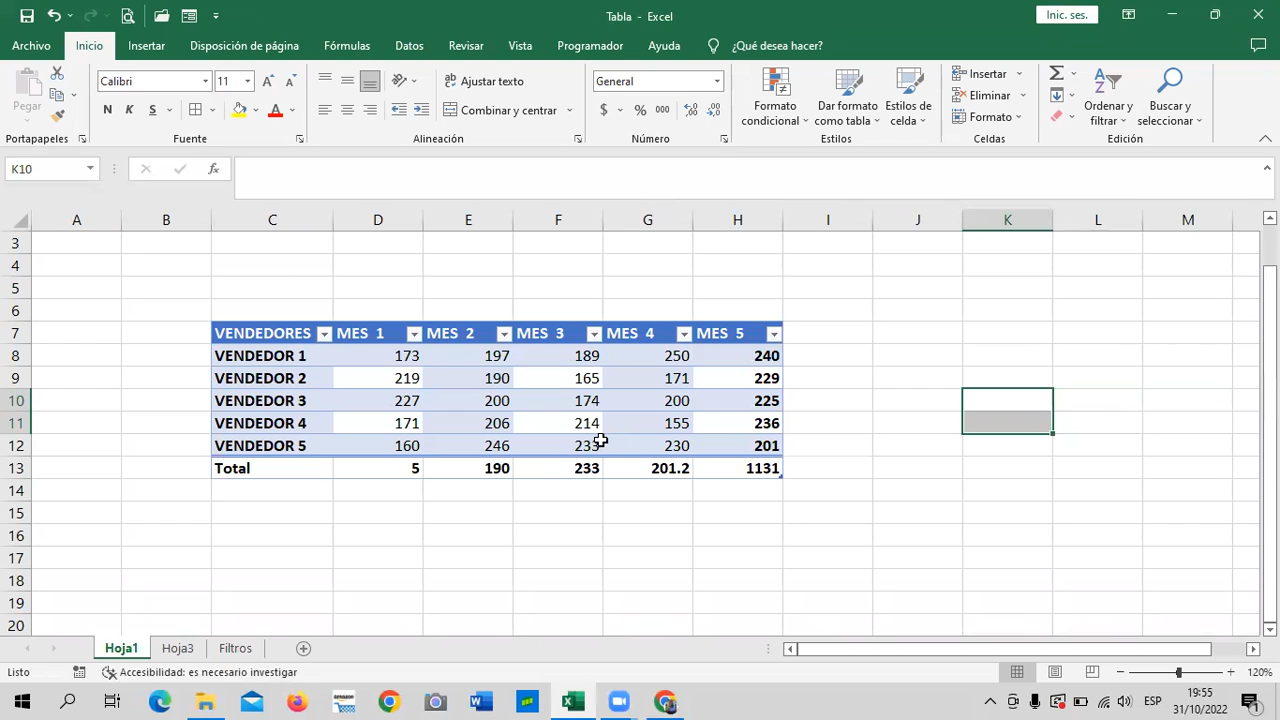 Tabla - Excel
Inic. ses.
Archivo Inicio Insertar Disposición de página Fórmulas Datos Revisar Vista Programador Ayuda ¿Qué desea hacer?
Pegar
Portapapeles
Calibri 11
N K S
Fuente
Ajustar texto
Combinar y centrar
Alineación
General
$ % 000
Número
Formato condicional
Dar formato como tabla
Estilos de celda
Estilos
Insertar
Eliminar
Formato
Celdas
Ordenar y filtrar
Buscar y seleccionar
Edición
K10 fx
A B C D E F G H I J K L M
3
4
5
6
7 VENDEDORES MES 1 MES 2 MES 3 MES 4 MES 5
8 VENDEDOR 1 173 197 189 250 240
9 VENDEDOR 2 219 190 165 171 229
10 VENDEDOR 3 227 200 174 200 225
11 VENDEDOR 4 171 206 214 155 236
12 VENDEDOR 5 160 246 233 230 201
13 Total 5 190 233 201.2 1131
14
15
16
17
18
19
20
Hoja1 Hoja3 Filtros
Listo Accesibilidad: es necesario investigar 120%
ESP 19:55
31/10/2022